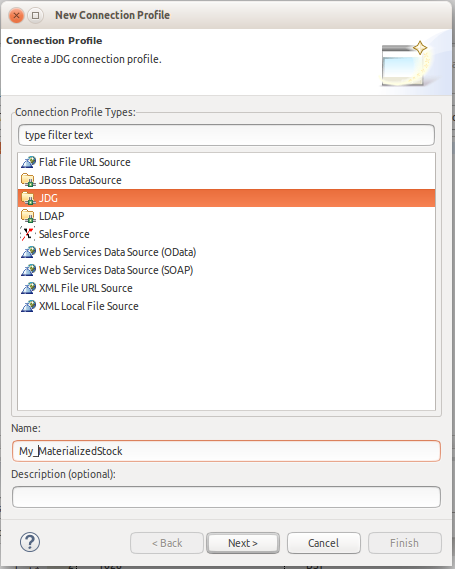 New Connection Profile
Connection Profile
Create a JDG connection profile.
Connection Profile Types:
type filter text
Flat File URL Source
JBoss DataSource
JDG
LDAP
SalesForce
Web Services Data Source (OData)
Web Services Data Source (SOAP)
XML File URL Source
XML Local File Source
Name:
My_MaterializedStock
Description (optional):
?
< Back Next > Cancel Finish